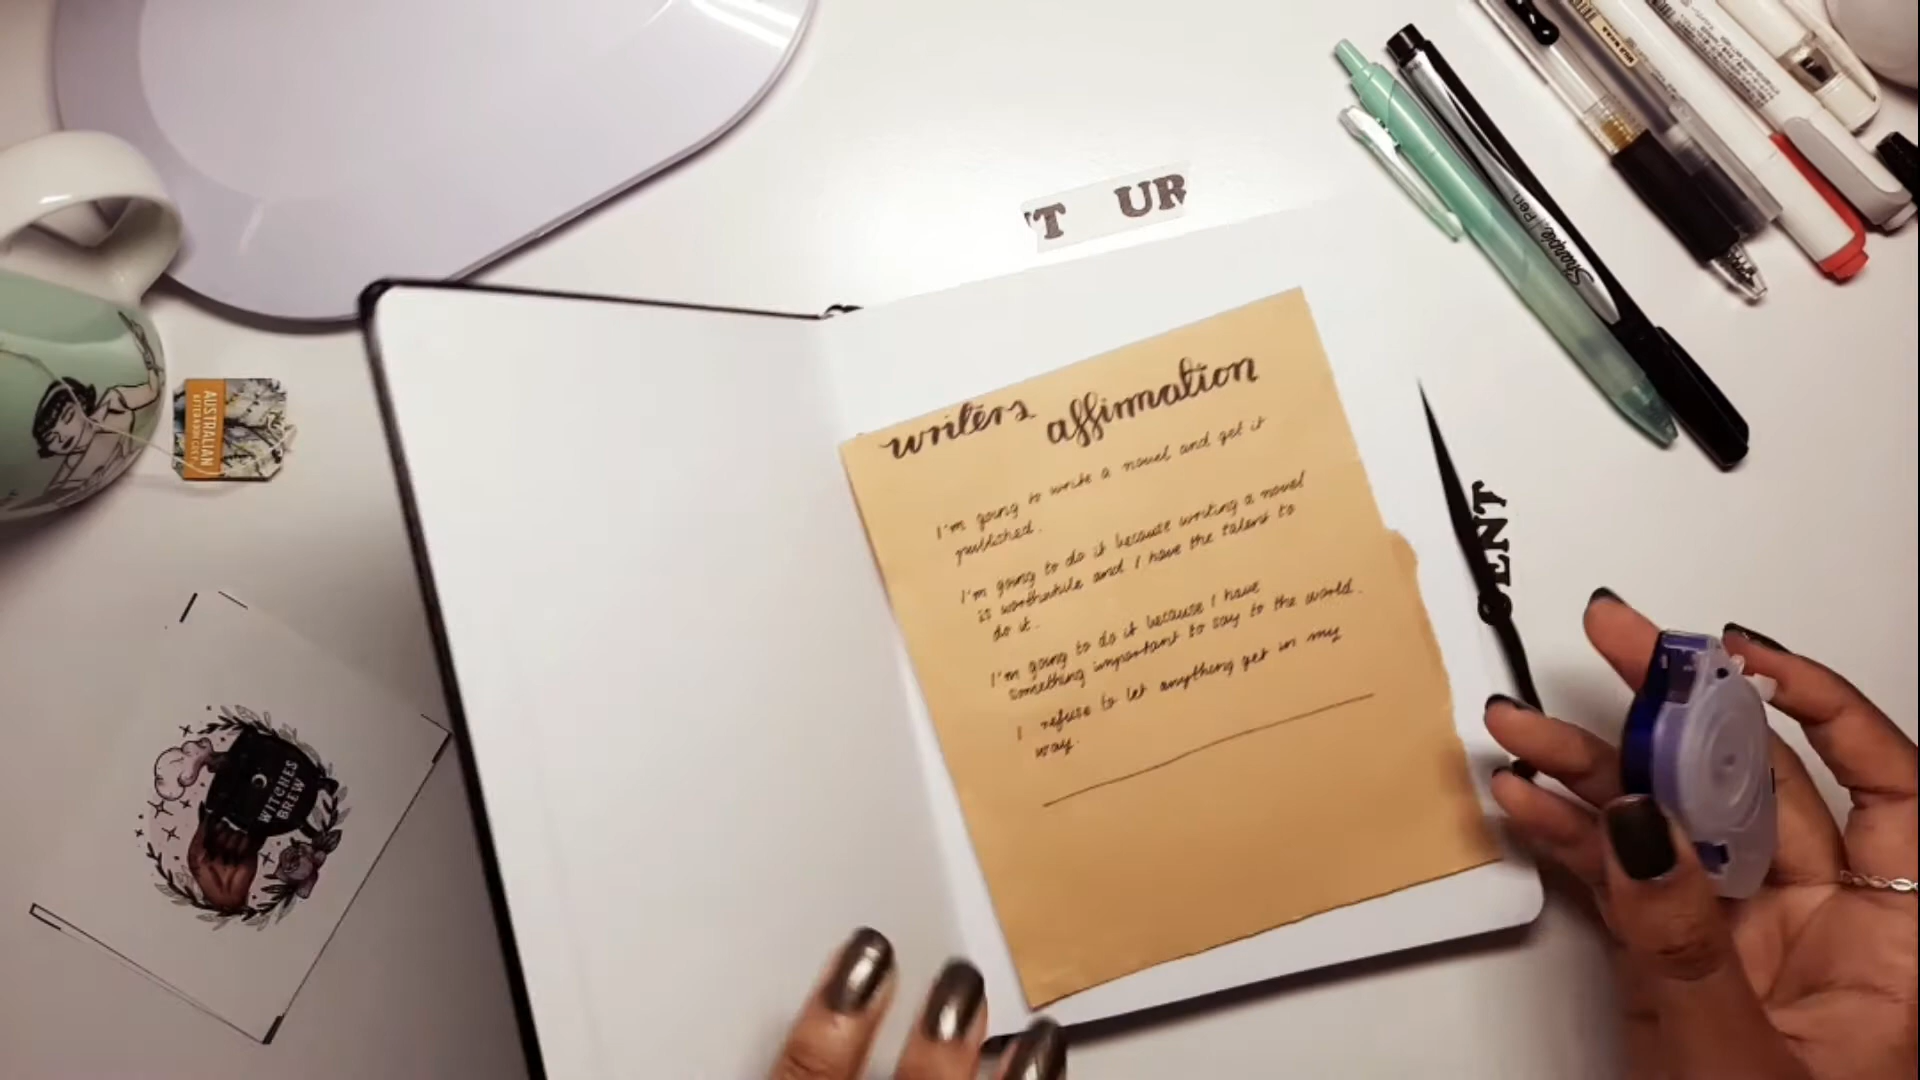 'T UR
writers affirmation
I'm going to write a novel and get it
published.
I'm going to do it because writing a novel
is worthwhile and I have the talent to
do it.
I'm going to do it because I have
something important to say to the world.
I refuse to let anything get in my
way.
AUSTRALIAN
AFTERNOON
WITCHES
BREW
Sharpie Pen
ENT